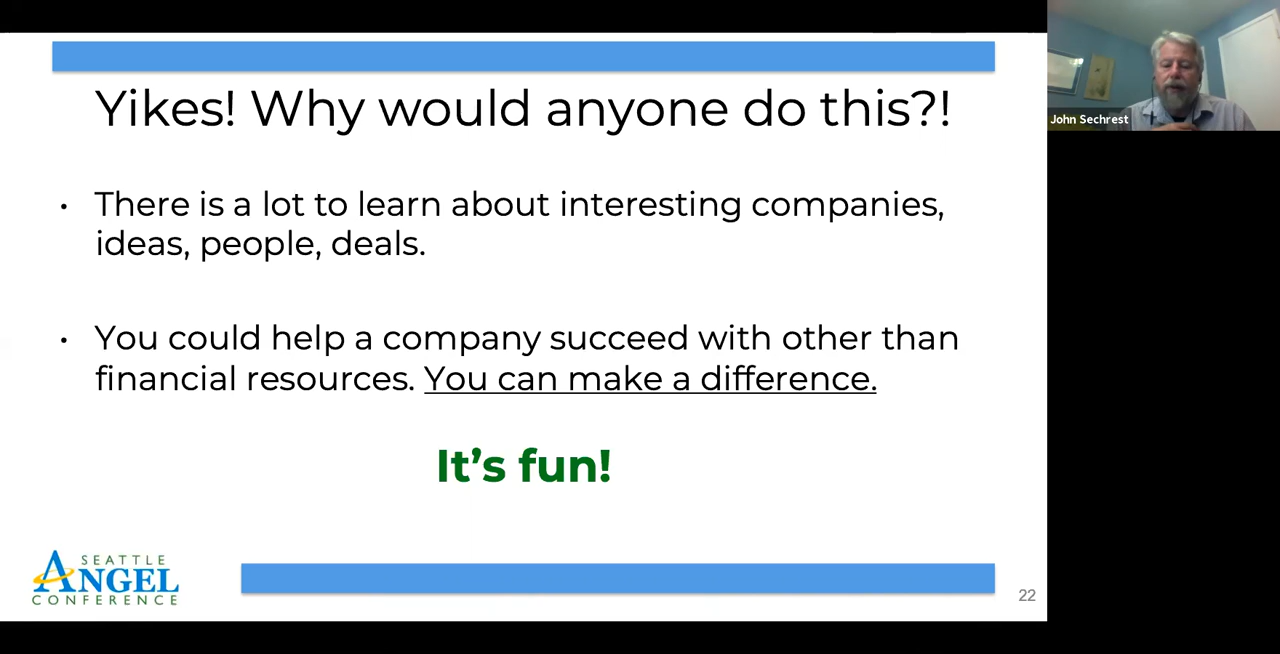 Yikes! Why would anyone do this?!
• There is a lot to learn about interesting companies,
ideas, people, deals.
• You could help a company succeed with other than
financial resources. You can make a difference.
It’s fun!
SEATTLE
ANGEL
CONFERENCE
22
John Sechrest